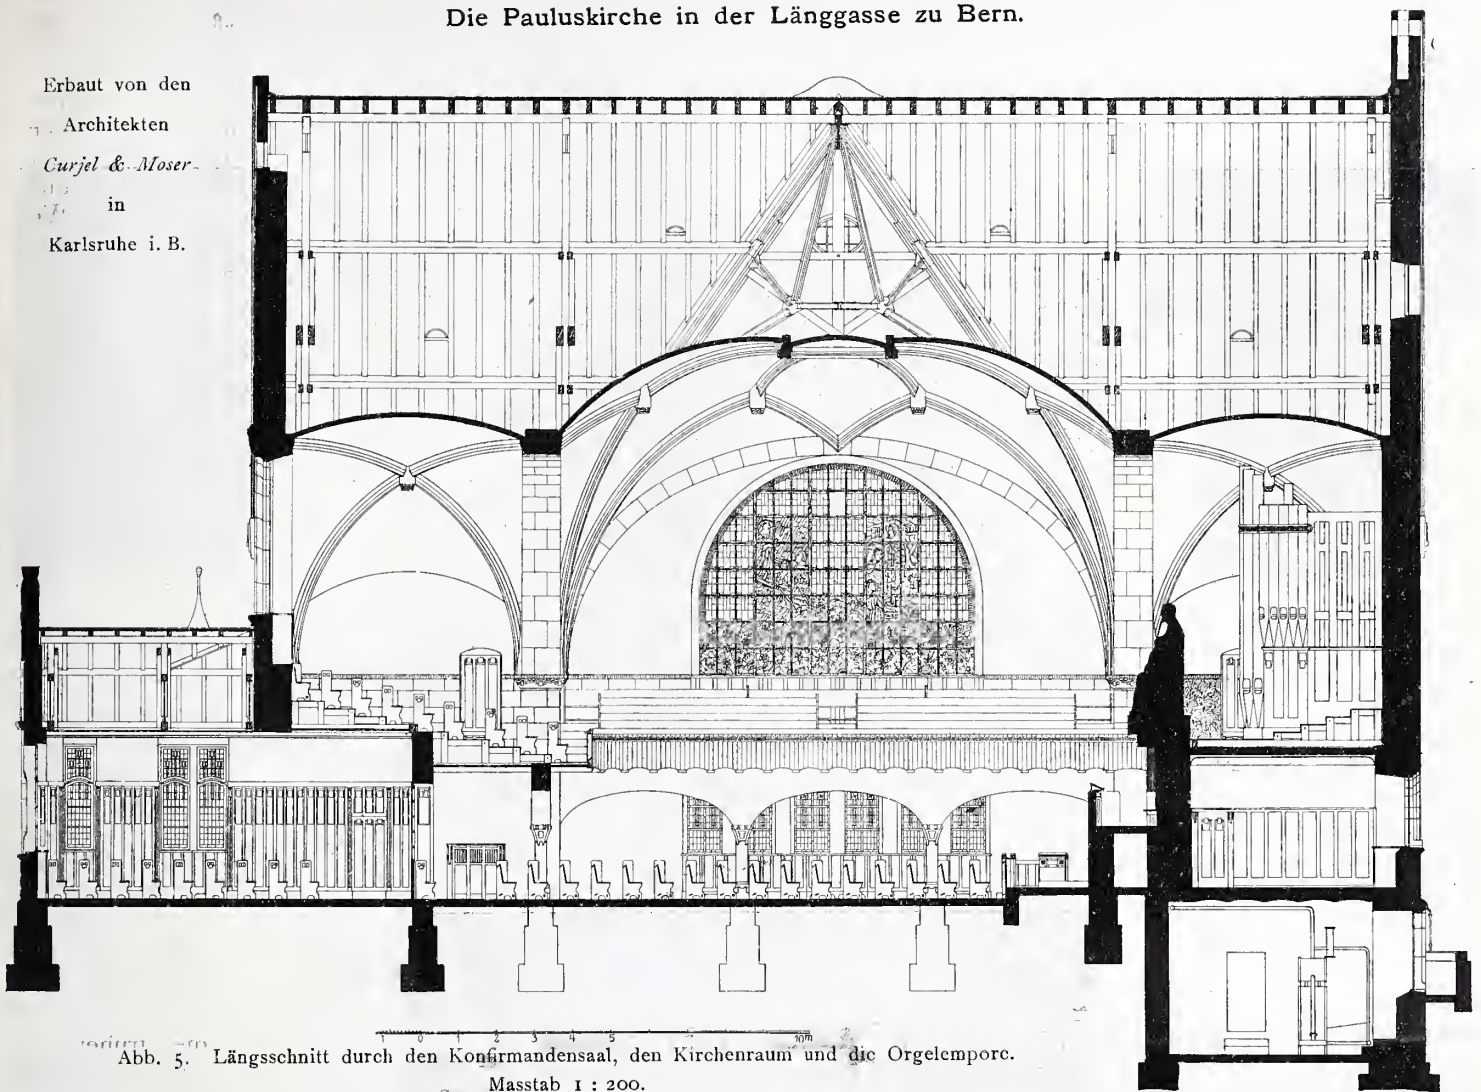 Die Pauluskirche in der Länggasse zu Bern.
Erbaut von den
Architekten
Curjel & Moser
in
Karlsruhe i. B.
1 0 1 2 3 4 5 10m
Abb. 5. Längsschnitt durch den Konfirmandensaal, den Kirchenraum und die Orgelempore.
Masstab 1 : 200.